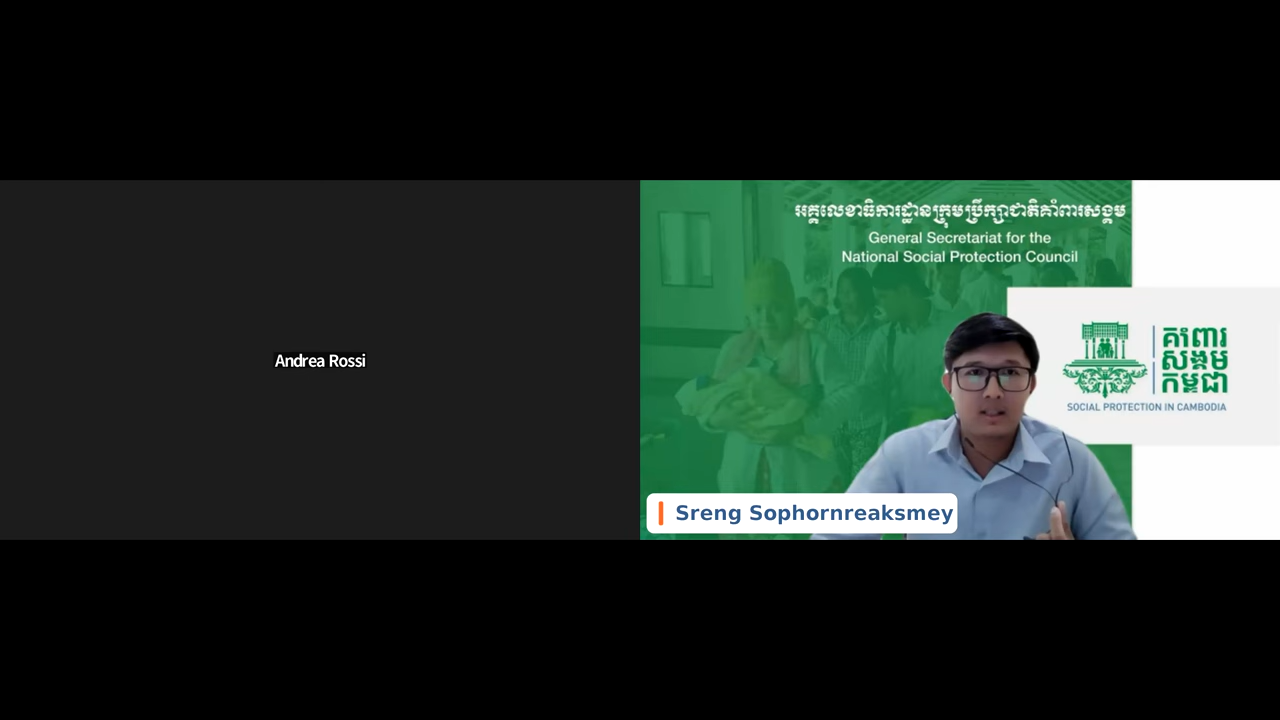 Andrea Rossi
អគ្គលេខាធិការដ្ឋានក្រុមប្រឹក្សាជាតិគាំពារសង្គម
General Secretariat for the
National Social Protection Council
គាំពារ
សង្គម
កម្ពុជា
SOCIAL PROTECTION IN CAMBODIA
Sreng Sophornreaksmey